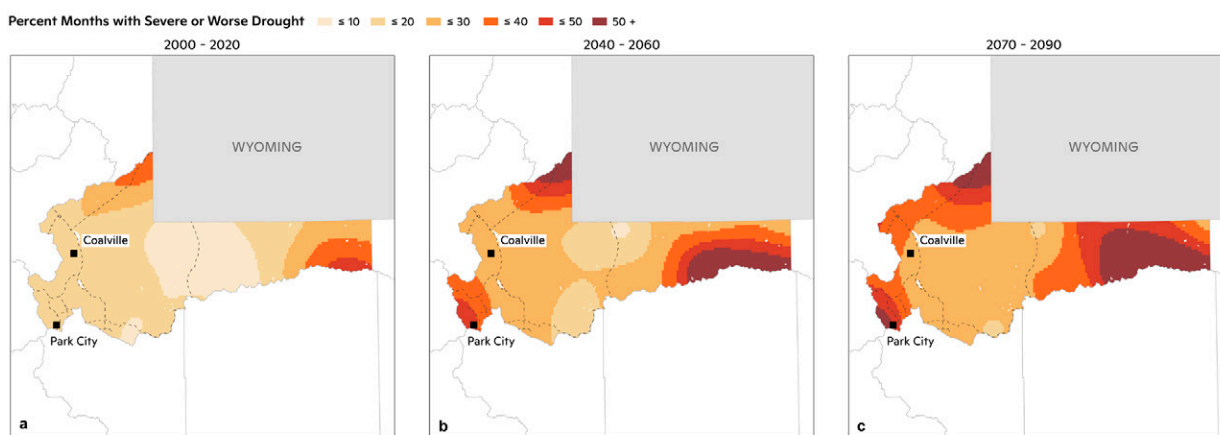 Percent Months with Severe or Worse Drought ≤ 10 ≤ 20 ≤ 30 ≤ 40 ≤ 50 50 +
2000 - 2020 2040 - 2060 2070 - 2090
WYOMING WYOMING WYOMING
Coalville Coalville Coalville
Park City Park City Park City
a b c